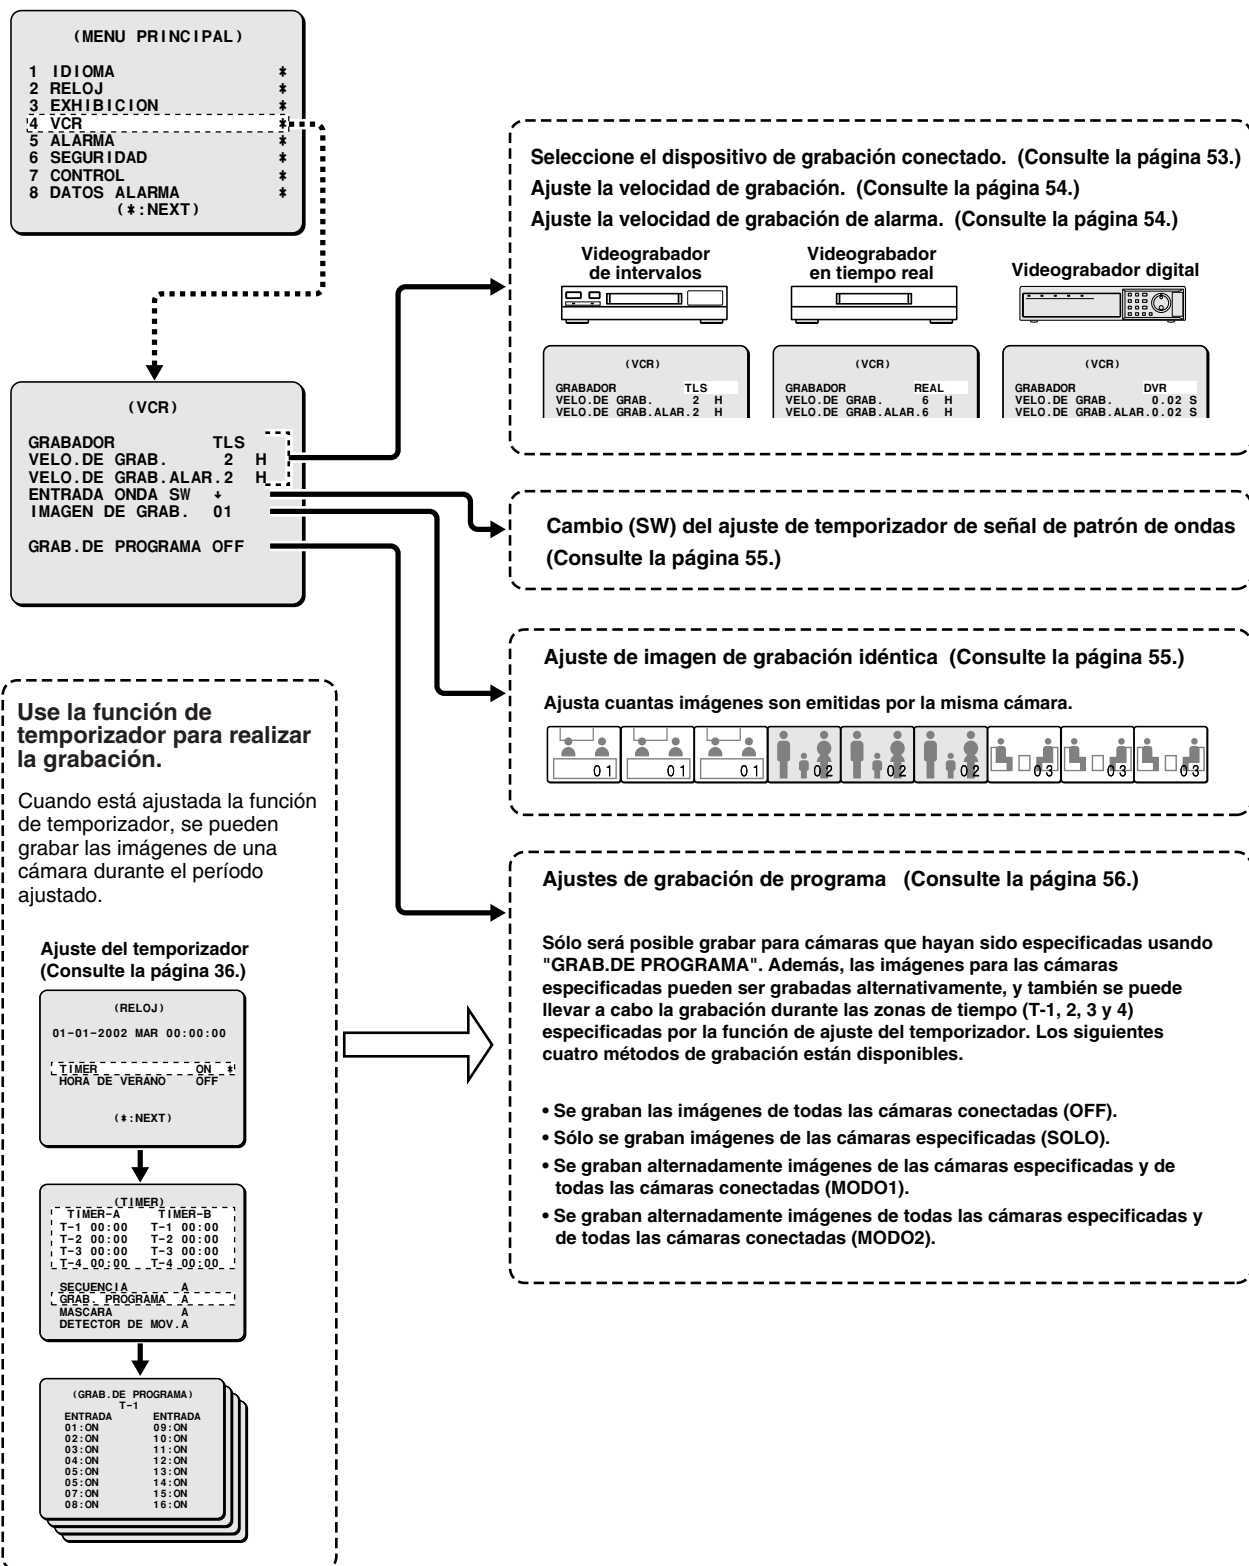 (MENU PRINCIPAL)
1 IDIOMA *
2 RELOJ *
3 EXHIBICION *
4 VCR *
5 ALARMA *
6 SEGURIDAD *
7 CONTROL *
8 DATOS ALARMA *
(*:NEXT)
(VCR)
GRABADOR TLS
VELO.DE GRAB. 2 H
VELO.DE GRAB.ALAR.2 H
ENTRADA ONDA SW ↓
IMAGEN DE GRAB. 01
GRAB.DE PROGRAMA OFF
Seleccione el dispositivo de grabación conectado. (Consulte la página 53.)
Ajuste la velocidad de grabación. (Consulte la página 54.)
Ajuste la velocidad de grabación de alarma. (Consulte la página 54.)
Videograbador
de intervalos
Videograbador
en tiempo real
Videograbador digital
(VCR)
GRABADOR TLS
VELO.DE GRAB. 2 H
VELO.DE GRAB.ALAR.2 H
(VCR)
GRABADOR REAL
VELO.DE GRAB. 6 H
VELO.DE GRAB.ALAR.6 H
(VCR)
GRABADOR DVR
VELO.DE GRAB. 0.02 S
VELO.DE GRAB.ALAR.0.02 S
Cambio (SW) del ajuste de temporizador de señal de patrón de ondas
(Consulte la página 55.)
Ajuste de imagen de grabación idéntica (Consulte la página 55.)
Ajusta cuantas imágenes son emitidas por la misma cámara.
01 01 01 02 02 02 03 03 03
Use la función de
temporizador para realizar
la grabación.
Cuando está ajustada la función
de temporizador, se pueden
grabar las imágenes de una
cámara durante el período
ajustado.
Ajuste del temporizador
(Consulte la página 36.)
(RELOJ)
01-01-2002 MAR 00:00:00
TIMER ON *
HORA DE VERANO OFF
(*:NEXT)
(TIMER)
TIMER-A TIMER-B
T-1 00:00 T-1 00:00
T-2 00:00 T-2 00:00
T-3 00:00 T-3 00:00
T-4 00:00 T-4 00:00
SECUENCIA A
GRAB. PROGRAMA A
MASCARA A
DETECTOR DE MOV.A
(GRAB.DE PROGRAMA)
T-1
ENTRADA ENTRADA
01:ON 09:ON
02:ON 10:ON
03:ON 11:ON
04:ON 12:ON
05:ON 13:ON
05:ON 14:ON
07:ON 15:ON
08:ON 16:ON
Ajustes de grabación de programa (Consulte la página 56.)
Sólo será posible grabar para cámaras que hayan sido especificadas usando
"GRAB.DE PROGRAMA". Además, las imágenes para las cámaras
especificadas pueden ser grabadas alternativamente, y también se puede
llevar a cabo la grabación durante las zonas de tiempo (T-1, 2, 3 y 4)
especificadas por la función de ajuste del temporizador. Los siguientes
cuatro métodos de grabación están disponibles.
• Se graban las imágenes de todas las cámaras conectadas (OFF).
• Sólo se graban imágenes de las cámaras especificadas (SOLO).
• Se graban alternadamente imágenes de las cámaras especificadas y de
todas las cámaras conectadas (MODO1).
• Se graban alternadamente imágenes de todas las cámaras especificadas y
de todas las cámaras conectadas (MODO2).